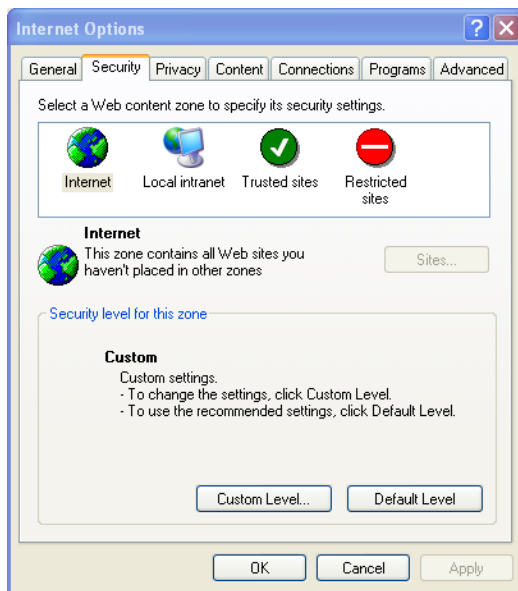 Internet Options
General Security Privacy Content Connections Programs Advanced
Select a Web content zone to specify its security settings.
Internet Local intranet Trusted sites Restricted sites
Internet
This zone contains all Web sites you
haven't placed in other zones
Sites...
Security level for this zone
Custom
Custom settings.
- To change the settings, click Custom Level.
- To use the recommended settings, click Default Level.
Custom Level... Default Level
OK Cancel Apply